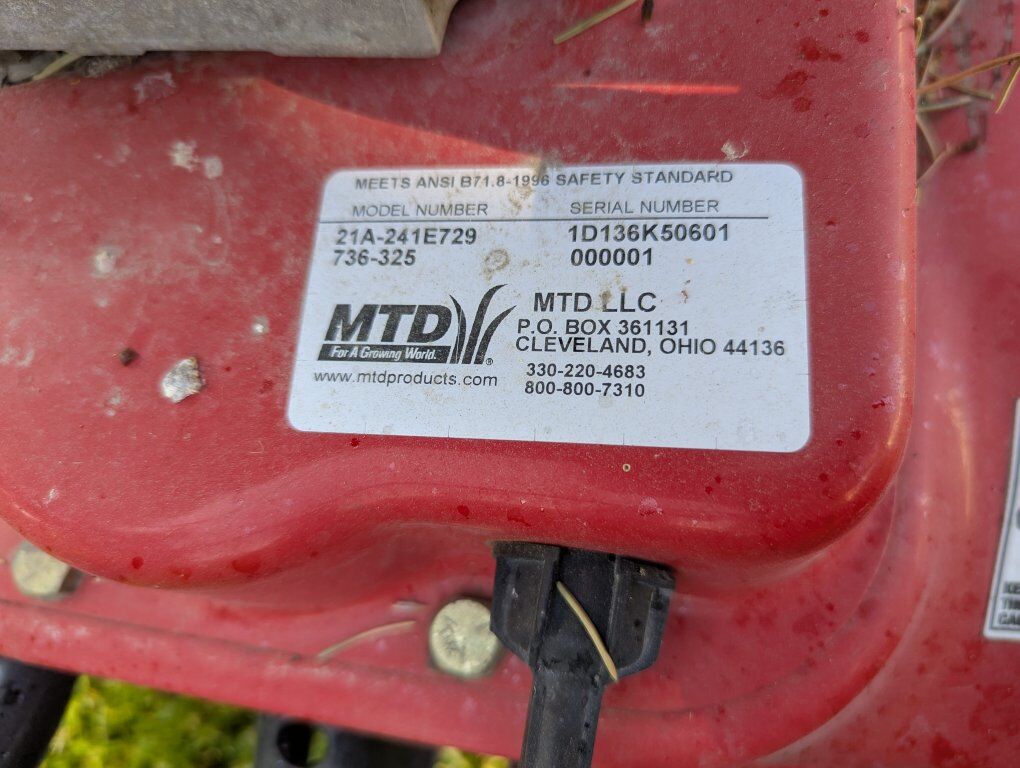 MEETS ANSI B71.8-1996 SAFETY STANDARD
MODEL NUMBER SERIAL NUMBER
21A-241E729 1D136K50601
736-325 000001
MTD
For A Growing World.
®
www.mtdproducts.com
MTD LLC
P.O. BOX 361131
CLEVELAND, OHIO 44136
330-220-4683
800-800-7310